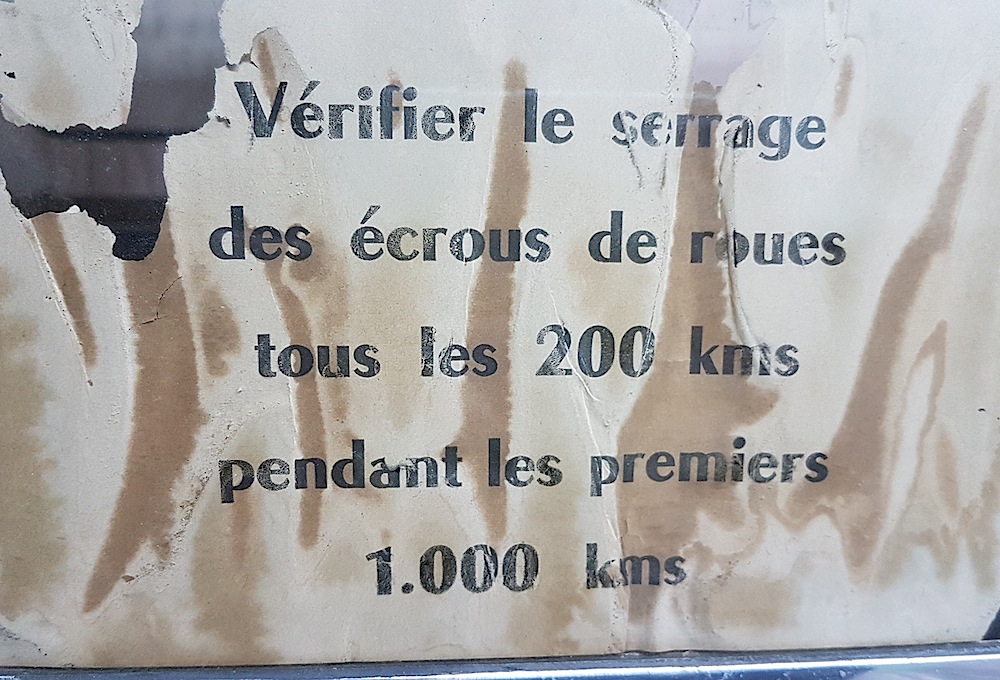 Vérifier le serrage
des écrous de roues
tous les 200 kms
pendant les premiers
1.000 kms